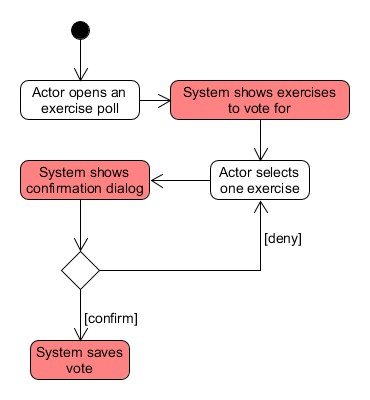 Actor opens an
exercise poll
System shows exercises
to vote for
System shows
confirmation dialog
Actor selects
one exercise
[deny]
[confirm]
System saves
vote